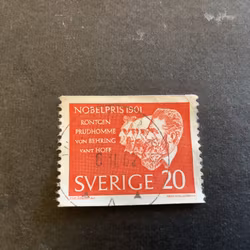 NOBELPRIS 1901
RÖNTGEN
PRUDHOMME
VON BEHRING
VAN'T HOFF
SVERIGE 20